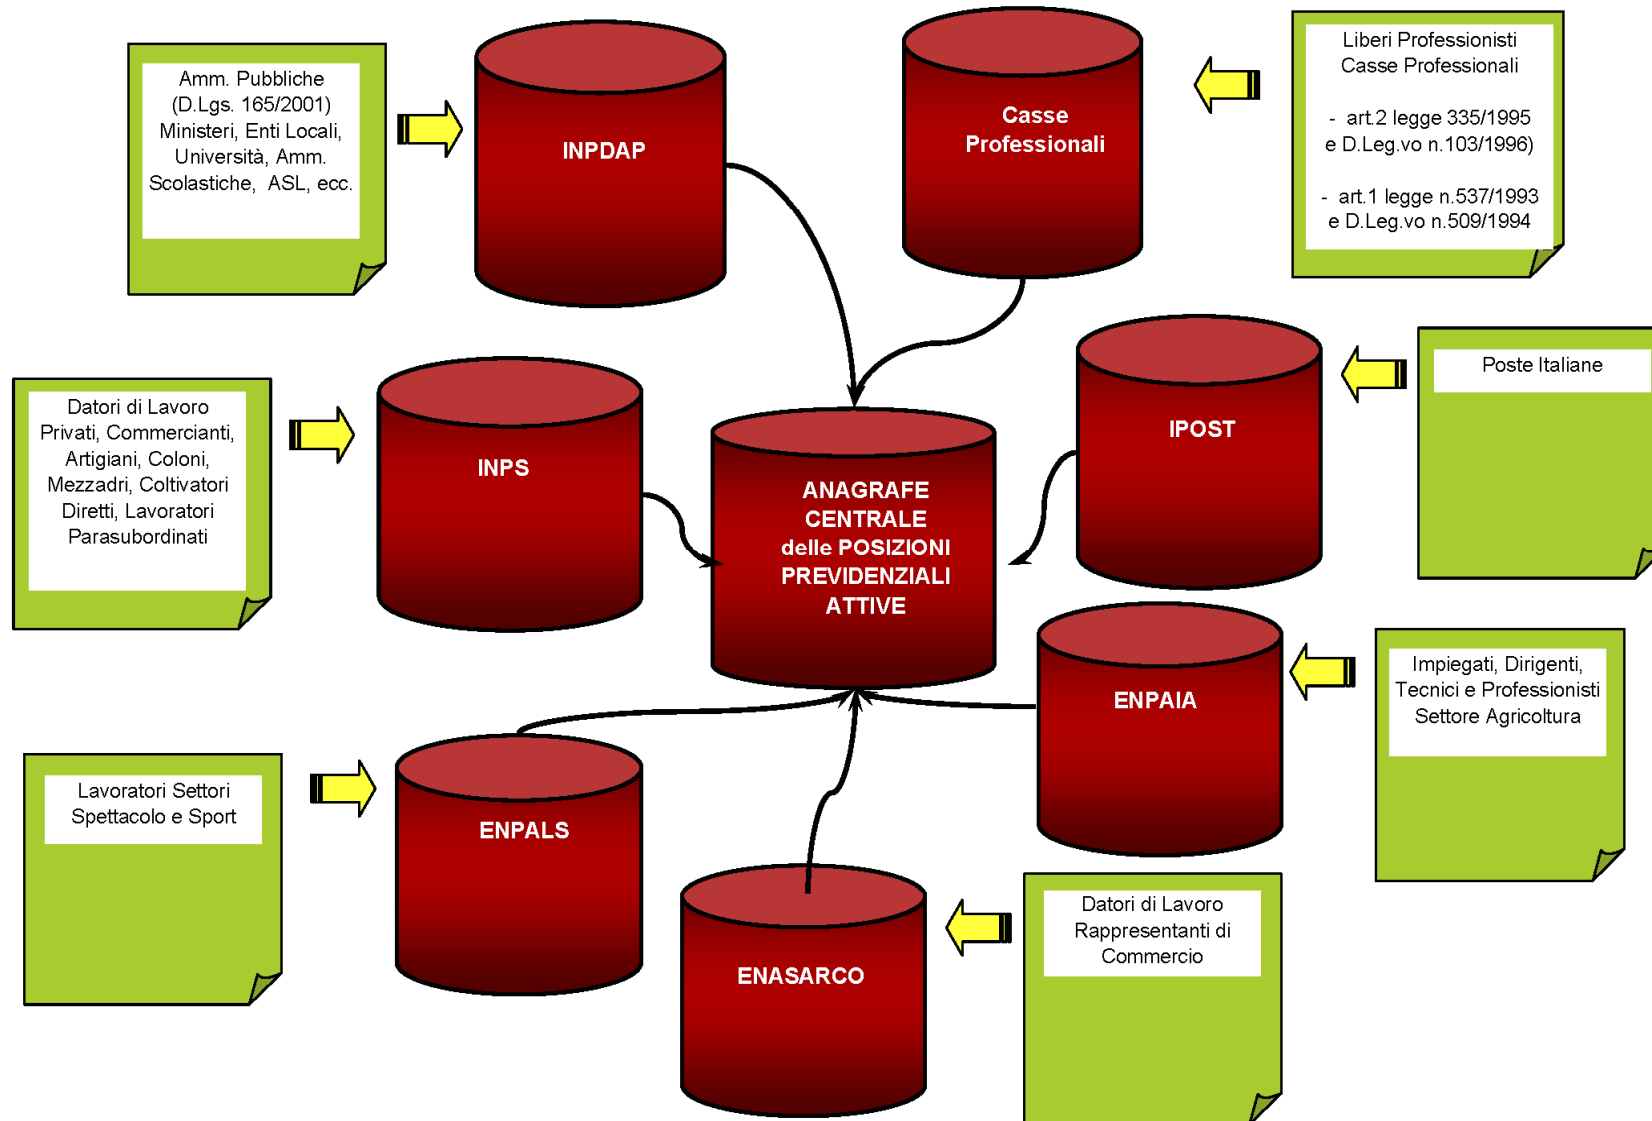 Amm. Pubbliche
(D.Lgs. 165/2001)
Ministeri, Enti Locali,
Università, Amm.
Scolastiche, ASL, ecc.
INPDAP
Casse
Professionali
Liberi Professionisti
Casse Professionali
- art.2 legge 335/1995
e D.Leg.vo n.103/1996)
- art.1 legge n.537/1993
e D.Leg.vo n.509/1994
Datori di Lavoro
Privati, Commercianti,
Artigiani, Coloni,
Mezzadri, Coltivatori
Diretti, Lavoratori
Parasubordinati
INPS
ANAGRAFE
CENTRALE
delle POSIZIONI
PREVIDENZIALI
ATTIVE
IPOST
Poste Italiane
Lavoratori Settori
Spettacolo e Sport
ENPALS
ENPAIA
Impiegati, Dirigenti,
Tecnici e Professionisti
Settore Agricoltura
ENASARCO
Datori di Lavoro
Rappresentanti di
Commercio